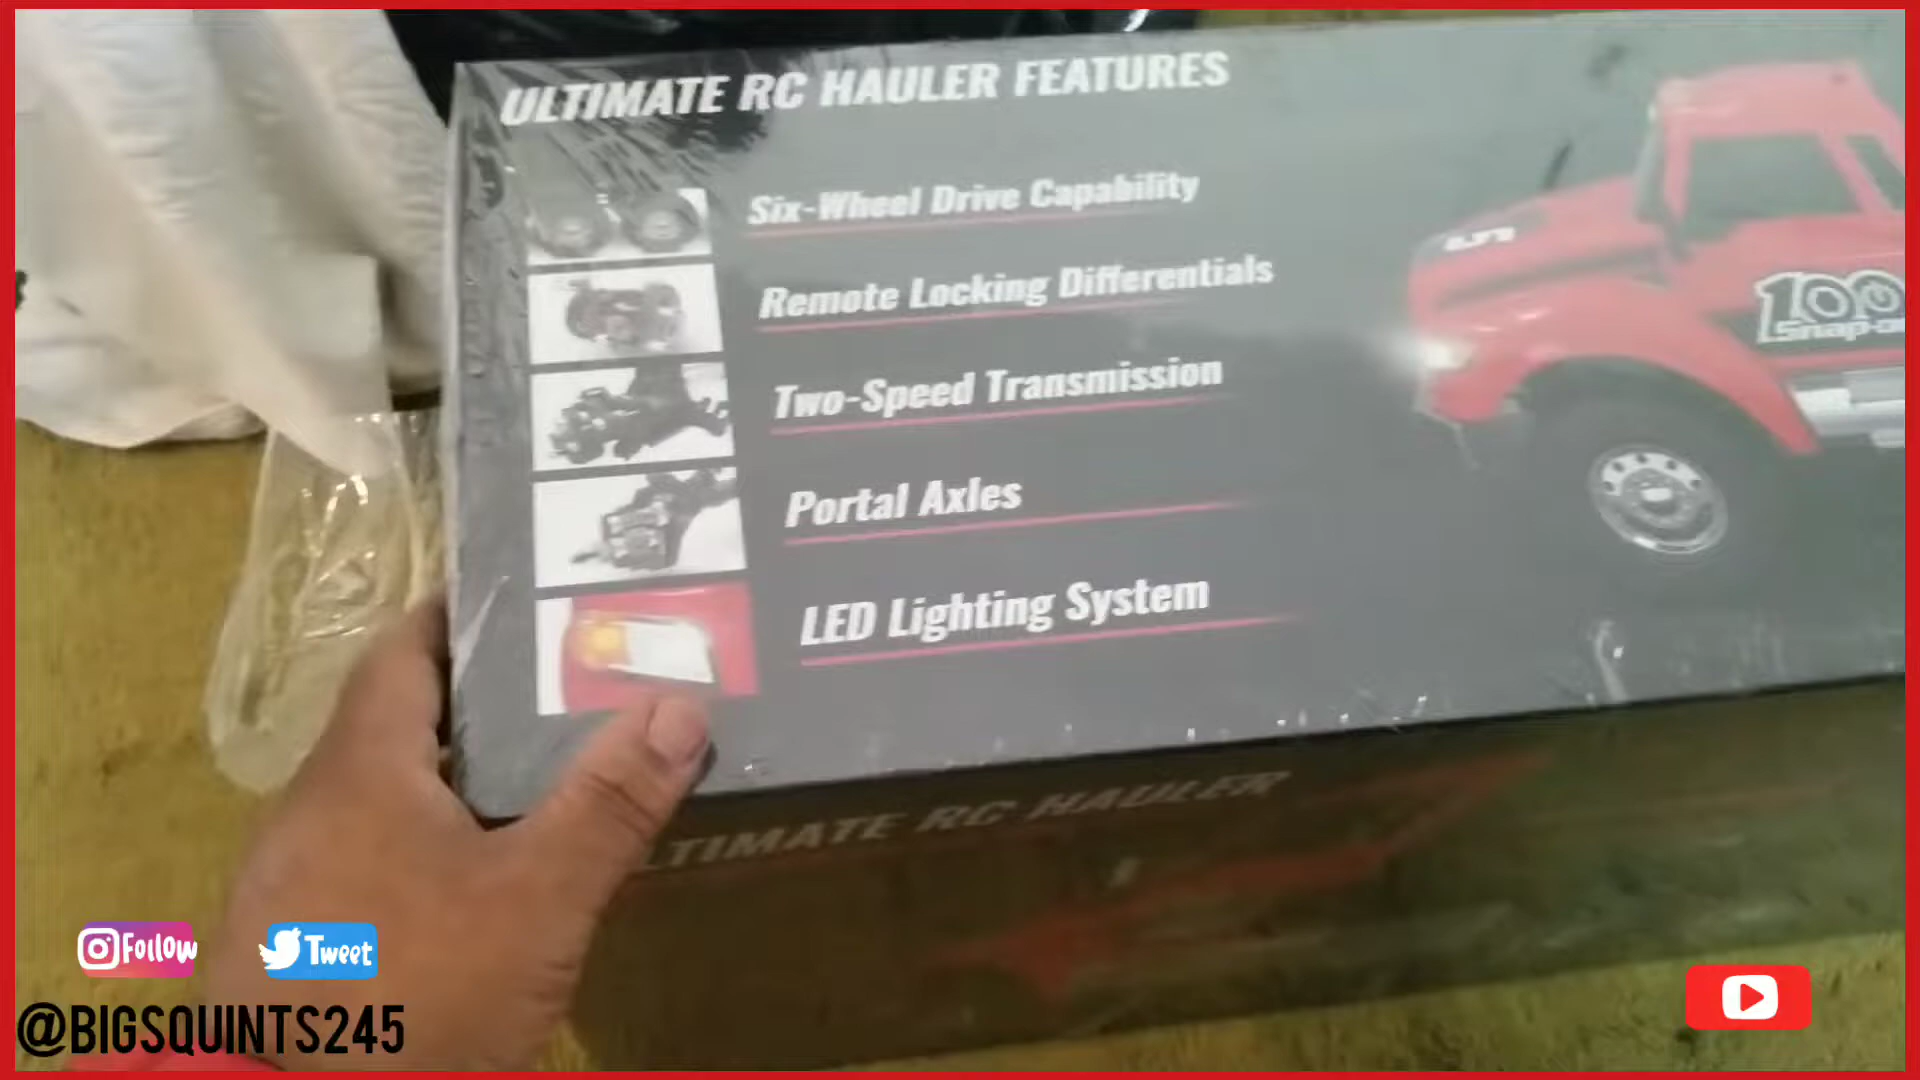 ULTIMATE RC HAULER FEATURES
Six-Wheel Drive Capability
Remote Locking Differentials
Two-Speed Transmission
Portal Axles
LED Lighting System
100
Snap-on
ULTIMATE RC HAULER
Follow
Tweet
@BIGSQUINTS245